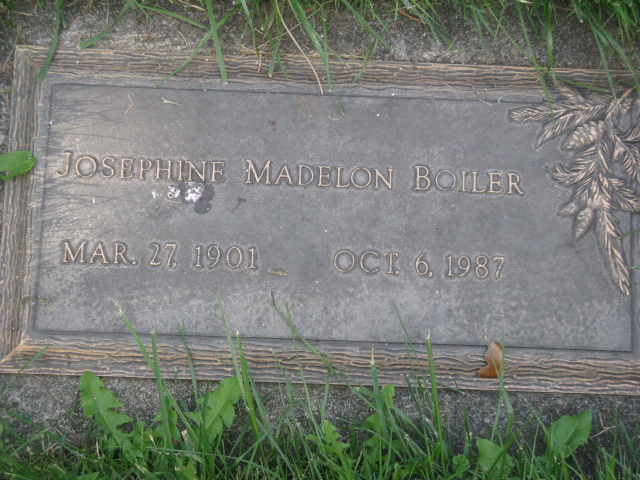 Josephine Madelon Boiler
Mar. 27, 1901 Oct. 6, 1987